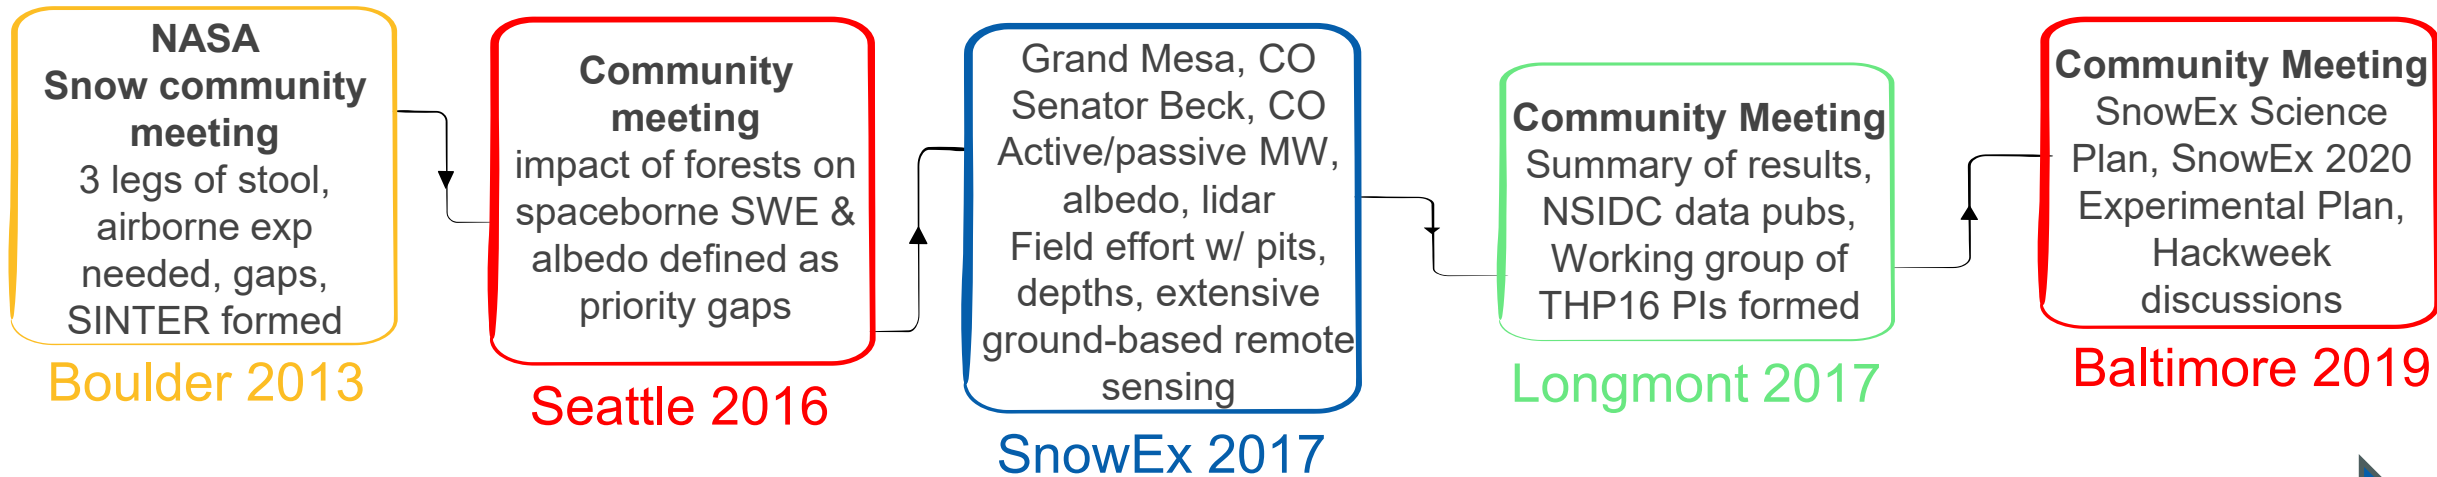 NASA
Snow community
meeting
3 legs of stool,
airborne exp
needed, gaps,
SINTER formed
Boulder 2013
Community
meeting
impact of forests on
spaceborne SWE &
albedo defined as
priority gaps
Seattle 2016
Grand Mesa, CO
Senator Beck, CO
Active/passive MW,
albedo, lidar
Field effort w/ pits,
depths, extensive
ground-based remote
sensing
SnowEx 2017
Community Meeting
Summary of results,
NSIDC data pubs,
Working group of
THP16 PIs formed
Longmont 2017
Community Meeting
SnowEx Science
Plan, SnowEx 2020
Experimental Plan,
Hackweek
discussions
Baltimore 2019